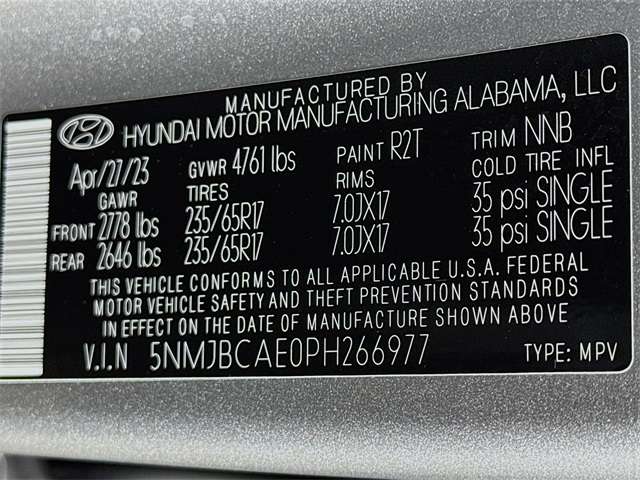 MANUFACTURED BY
HYUNDAI MOTOR MANUFACTURING ALABAMA, LLC
Apr/27/23 GVWR 4761 lbs PAINT R2T TRIM NNB
GAWR TIRES RIMS COLD TIRE INFL
FRONT 2778 lbs 235/65R17 7.0JX17 35 psi SINGLE
REAR 2646 lbs 235/65R17 7.0JX17 35 psi SINGLE
THIS VEHICLE CONFORMS TO ALL APPLICABLE U.S.A. FEDERAL
MOTOR VEHICLE SAFETY AND THEFT PREVENTION STANDARDS
IN EFFECT ON THE DATE OF MANUFACTURE SHOWN ABOVE
V.I.N 5NMJBCAE0PH266977 TYPE: MPV